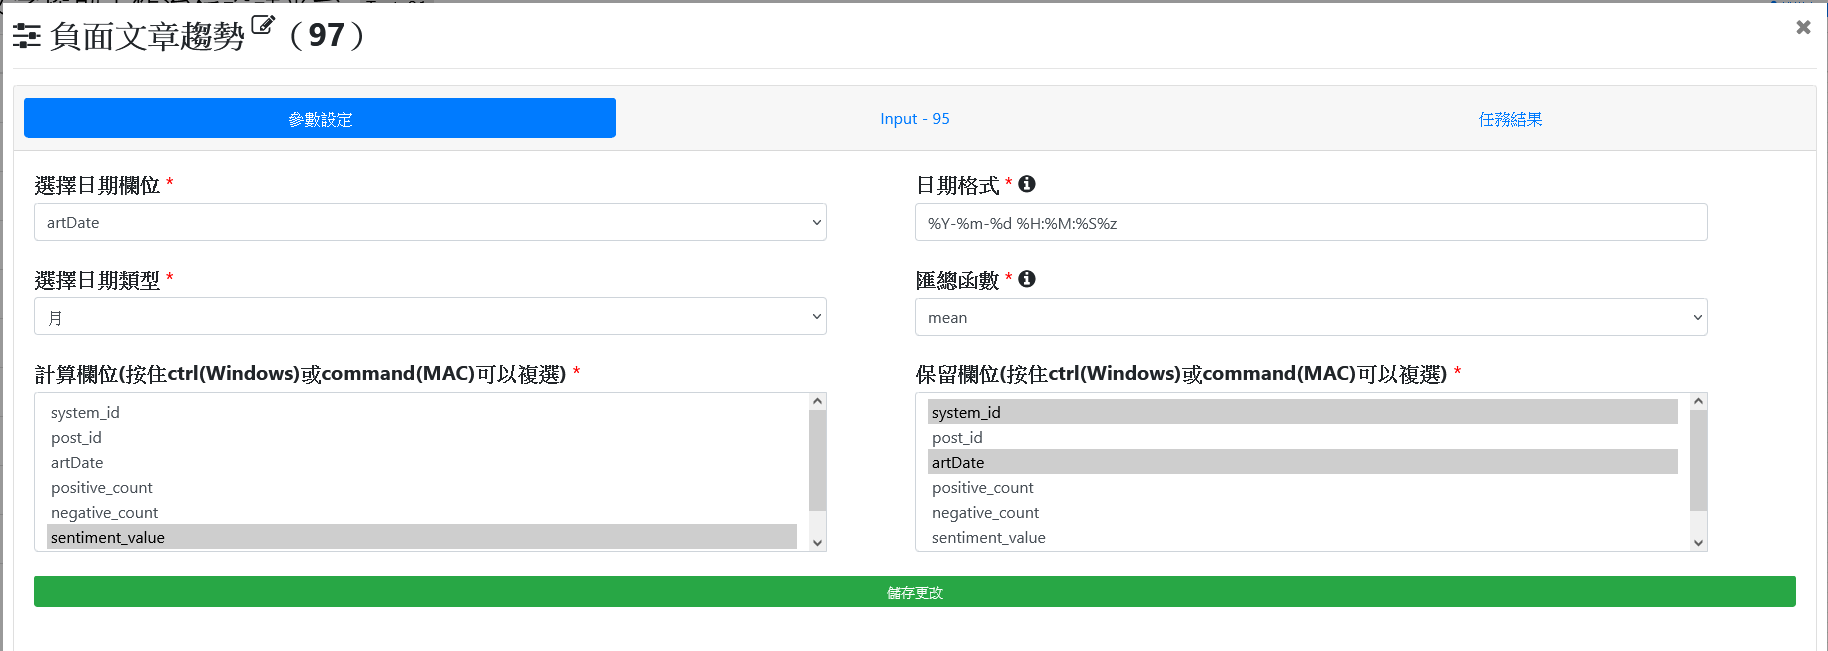 負面文章趨勢 （97）
參數設定 Input - 95 任務結果
選擇日期欄位 * 日期格式 *
artDate %Y-%m-%d %H:%M:%S%z
選擇日期類型 * 匯總函數 *
月 mean
計算欄位(按住ctrl(Windows)或command(MAC)可以複選) * 保留欄位(按住ctrl(Windows)或command(MAC)可以複選) *
system_id system_id
post_id post_id
artDate artDate
positive_count positive_count
negative_count negative_count
sentiment_value sentiment_value
儲存更改